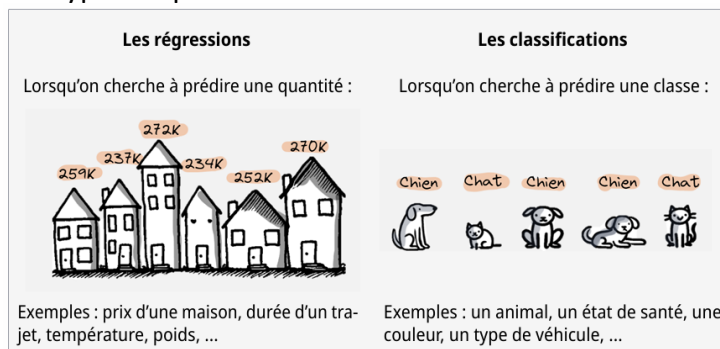 Les régressions
Lorsqu'on cherche à prédire une quantité :
272K
237K
270K
259K
234K
252K
Exemples : prix d'une maison, durée d'un tra-
jet, température, poids, ...
Les classifications
Lorsqu'on cherche à prédire une classe :
Chien Chat Chien Chien Chat
Exemples : un animal, un état de santé, une
couleur, un type de véhicule, ...